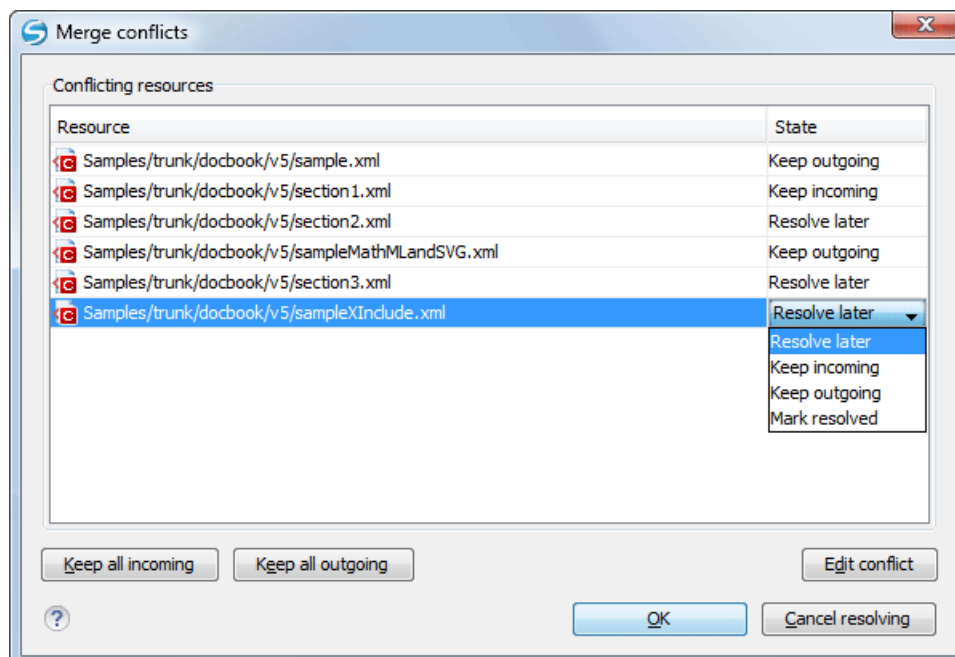 Merge conflicts
Conflicting resources
Resource State
Samples/trunk/docbook/v5/sample.xml Keep outgoing
Samples/trunk/docbook/v5/section1.xml Keep incoming
Samples/trunk/docbook/v5/section2.xml Resolve later
Samples/trunk/docbook/v5/sampleMathMLandSVG.xml Keep outgoing
Samples/trunk/docbook/v5/section3.xml Resolve later
Samples/trunk/docbook/v5/sampleXInclude.xml Resolve later
Resolve later
Keep incoming
Keep outgoing
Mark resolved
Keep all incoming Keep all outgoing Edit conflict
? OK Cancel resolving